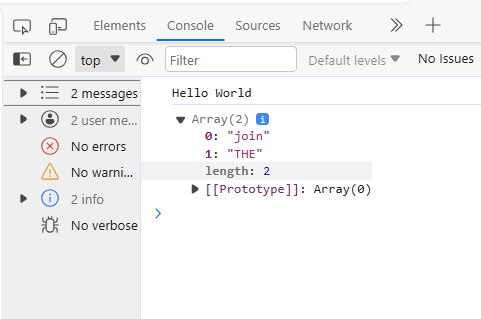 Elements Console Sources Network
top Filter Default levels No Issues
2 messages
2 user me...
No errors
No warni...
2 info
No verbose
Hello World
Array(2) i
0: "join"
1: "THE"
length: 2
[[Prototype]]: Array(0)